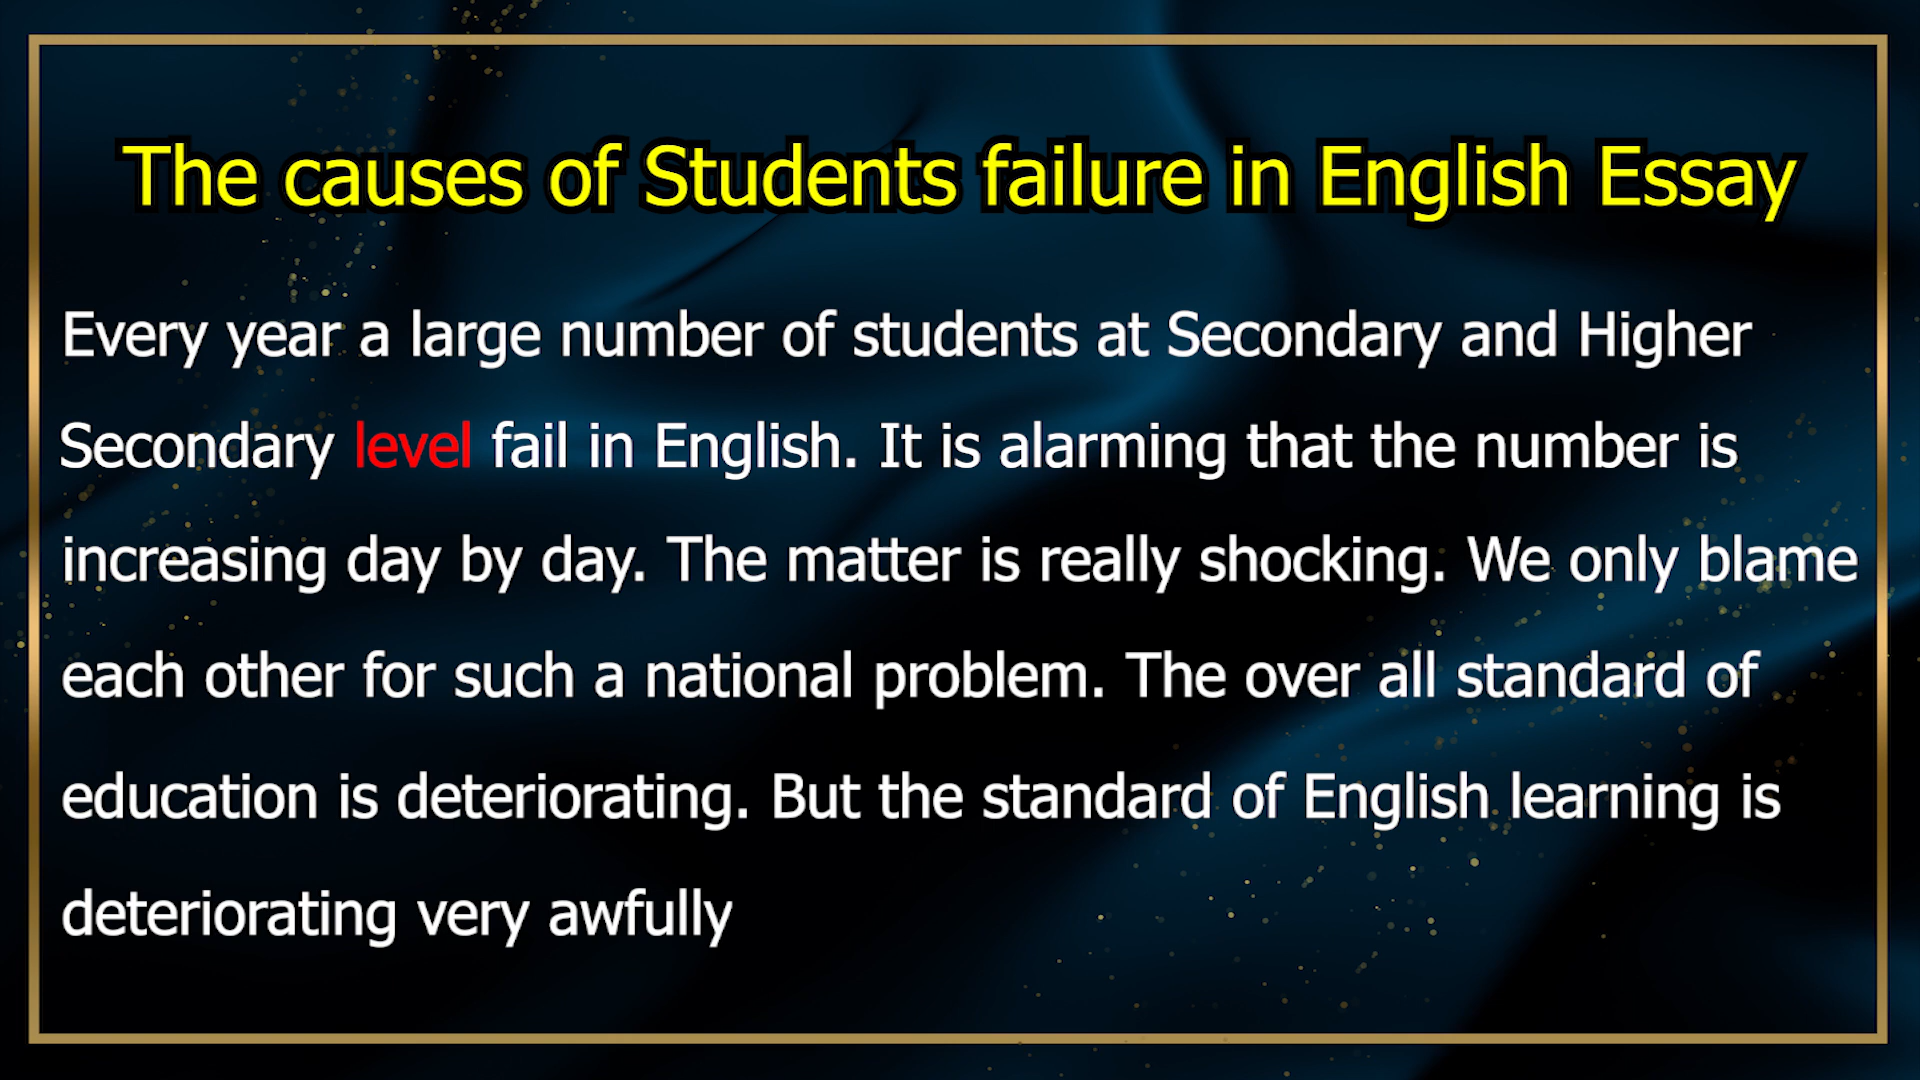 The causes of Students failure in English Essay
Every year a large number of students at Secondary and Higher
Secondary level fail in English. It is alarming that the number is
increasing day by day. The matter is really shocking. We only blame
each other for such a national problem. The over all standard of
education is deteriorating. But the standard of English learning is
deteriorating very awfully